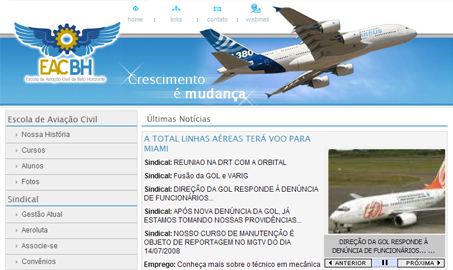 home
links
contato
webmail
AIRBUS
A380
EACBH
Escola de Aviação Civil de Belo Horizonte
Crescimento
é mudança
Escola de Aviação Civil
Nossa História
Cursos
Alunos
Fotos
Sindical
Gestão Atual
Aeroluta
Associe-se
Convênios
Últimas Notícias
A TOTAL LINHAS AÉREAS TERÁ VOO PARA
MIAMI
Sindical: REUNIAO NA DRT COM A ORBITAL
Sindical: Fusão da GOL e VARIG
Sindical: DIREÇÃO DA GOL RESPONDE À DENÚNCIA
DE FUNCIONÁRIOS...
Sindical: APÓS NOVA DENÚNCIA DA GOL, JÁ
ESTAMOS TOMANDO NOSSAS PROVIDÊNCIAS...
Sindical: NOSSO CURSO DE MANUTENÇÃO É
OBJETO DE REPORTAGEM NO MGTV DO DIA
14/07/2008
Emprego: Conheça mais sobre o técnico em mecânica
GOL
DIREÇÃO DA GOL RESPONDE À
DENÚNCIA DE FUNCIONÁRIOS... ...
ANTERIOR
PRÓXIMA